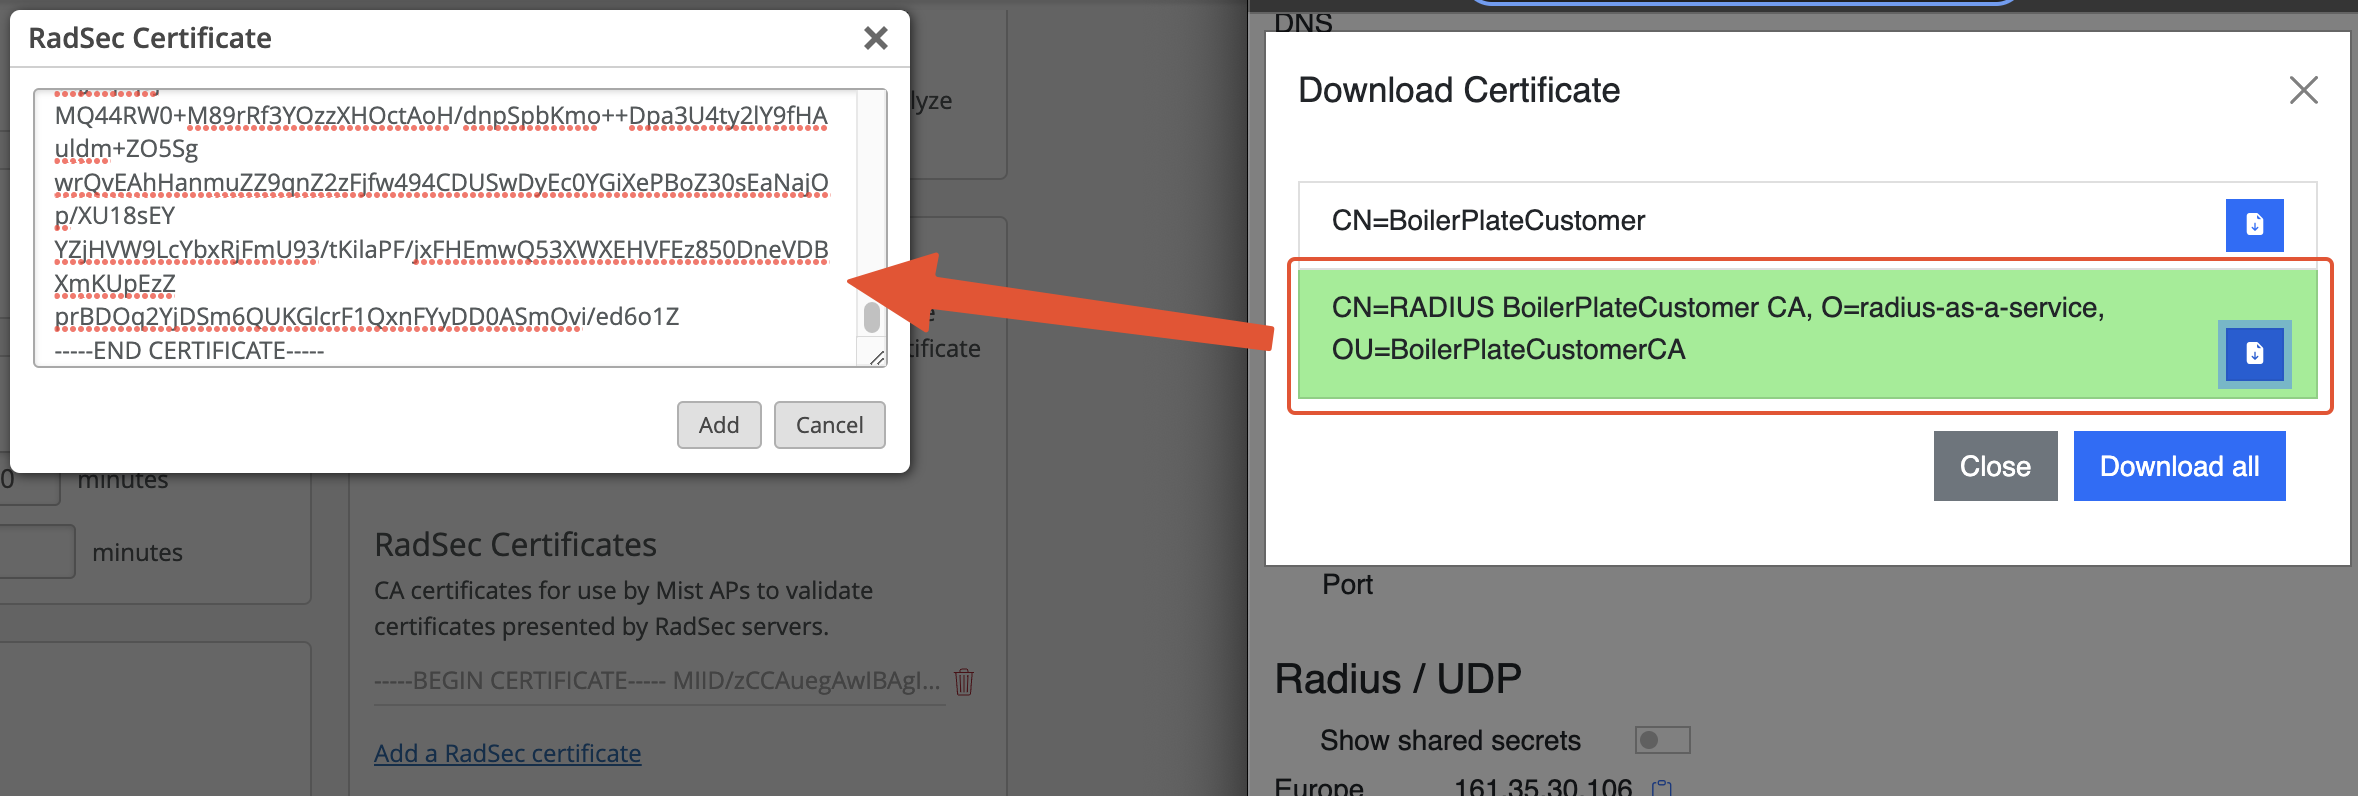 RadSec Certificate
MQ44RW0+M89rRf3YOzzXHOctAoH/dnpSpbKmo++Dpa3U4ty2lY9fHA
uldm+ZO5Sg
wrQvEAhHanmuZZ9qnZ2zFjfw494CDUSwDyEc0YGiXePBoZ30sEaNajO
p/XU18sEY
YZjHVW9LcYbxRjFmU93/tKilaPF/jxFHEmwQ53XWXEHVFEz850DneVDB
XmKUpEzZ
prBDOq2YjDSm6QUKGlcrF1QxnFYyDD0ASmOvi/ed6o1Z
-----END CERTIFICATE-----
Add
Cancel
lyze
e
tificate
0
minutes
minutes
RadSec Certificates
CA certificates for use by Mist APs to validate
certificates presented by RadSec servers.
-----BEGIN CERTIFICATE----- MIID/zCCAuegAwIBAgI...
Add a RadSec certificate
DNS
Download Certificate
CN=BoilerPlateCustomer
CN=RADIUS BoilerPlateCustomer CA, O=radius-as-a-service,
OU=BoilerPlateCustomerCA
Close
Download all
Port
Radius / UDP
Show shared secrets
Europe 161.35.30.106